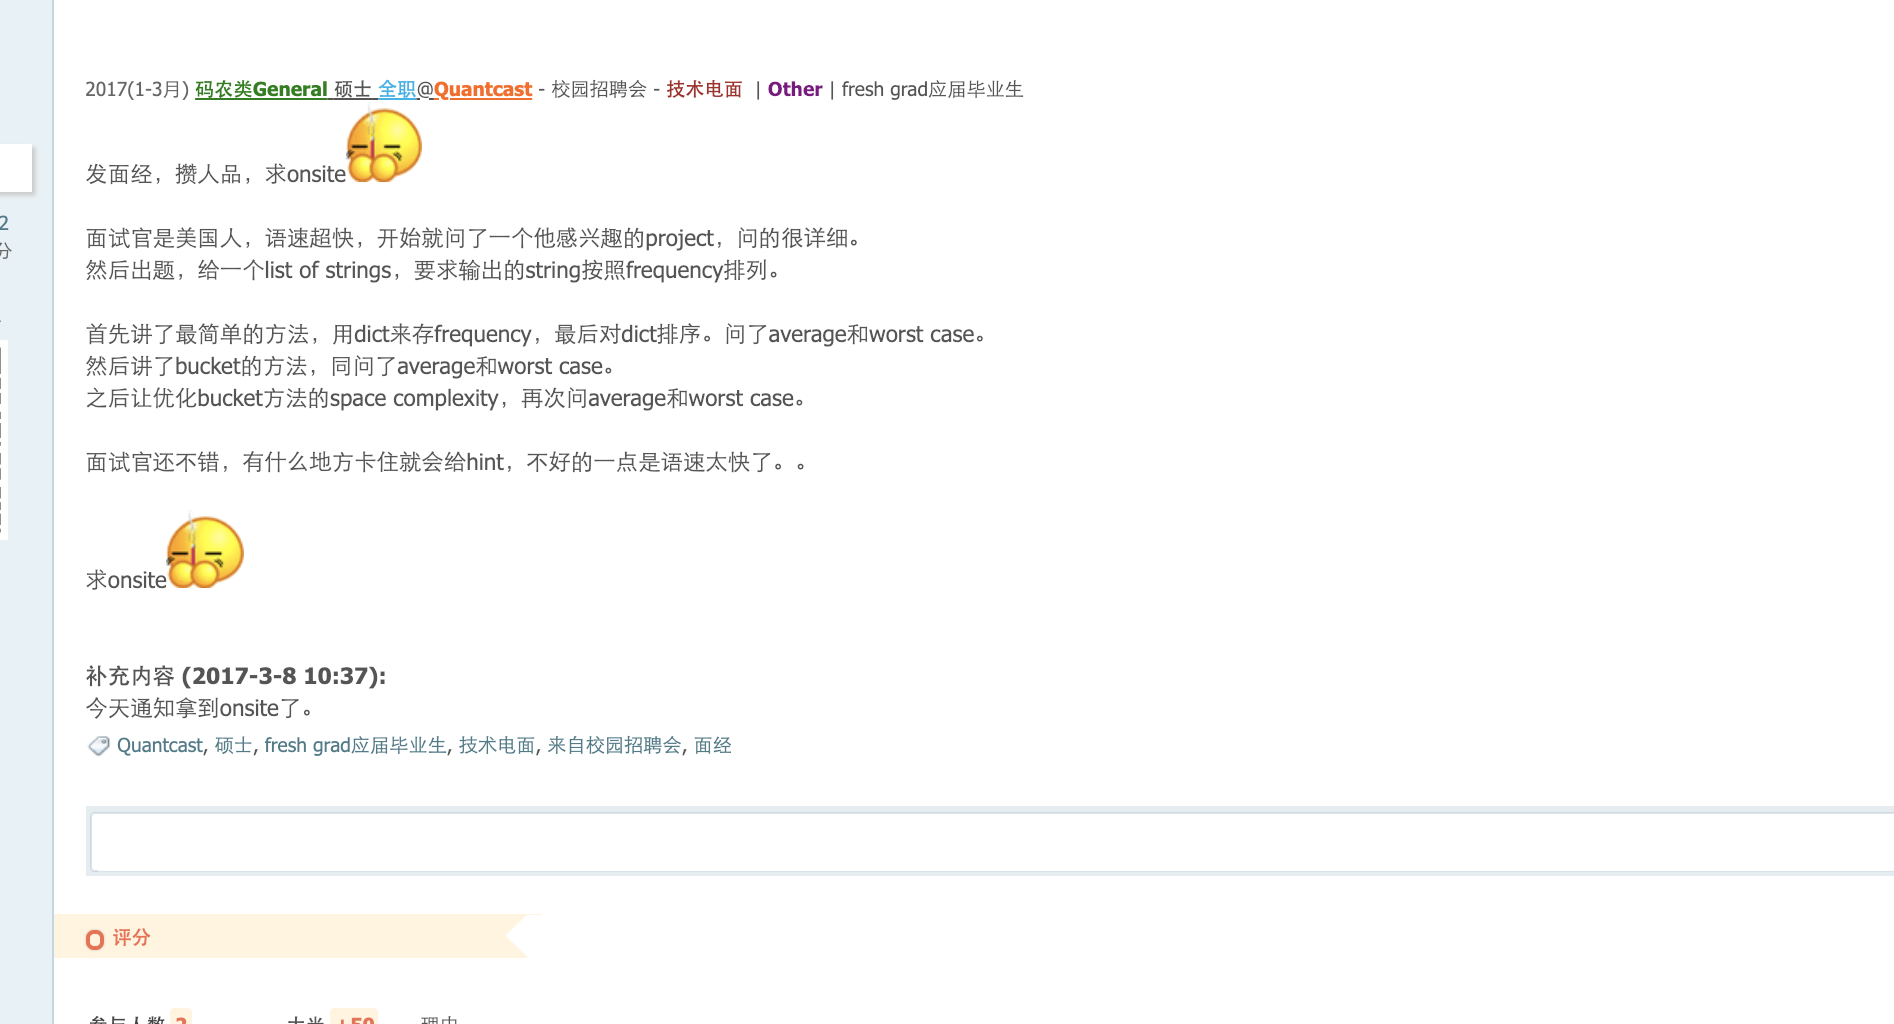 2017(1-3月) 码农类General 硕士 全职@Quantcast - 校园招聘会 - 技术电面 | Other | fresh grad应届毕业生
发面经，攒人品，求onsite
2
分
面试官是美国人，语速超快，开始就问了一个他感兴趣的project，问的很详细。
然后出题，给一个list of strings，要求输出的string按照frequency排列。
首先讲了最简单的方法，用dict来存frequency，最后对dict排序。问了average和worst case。
然后讲了bucket的方法，同问了average和worst case。
之后让优化bucket方法的space complexity，再次问average和worst case。
面试官还不错，有什么地方卡住就会给hint，不好的一点是语速太快了。。
求onsite
补充内容 (2017-3-8 10:37):
今天通知拿到onsite了。
Quantcast, 硕士, fresh grad应届毕业生, 技术电面, 来自校园招聘会, 面经
评分
参与人数 2 大米 +50 理由